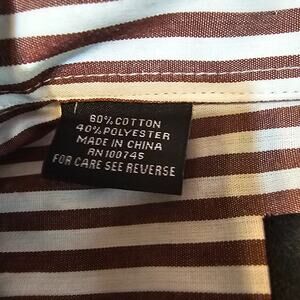 60% COTTON
40% POLYESTER
MADE IN CHINA
RN 100745
FOR CARE SEE REVERSE